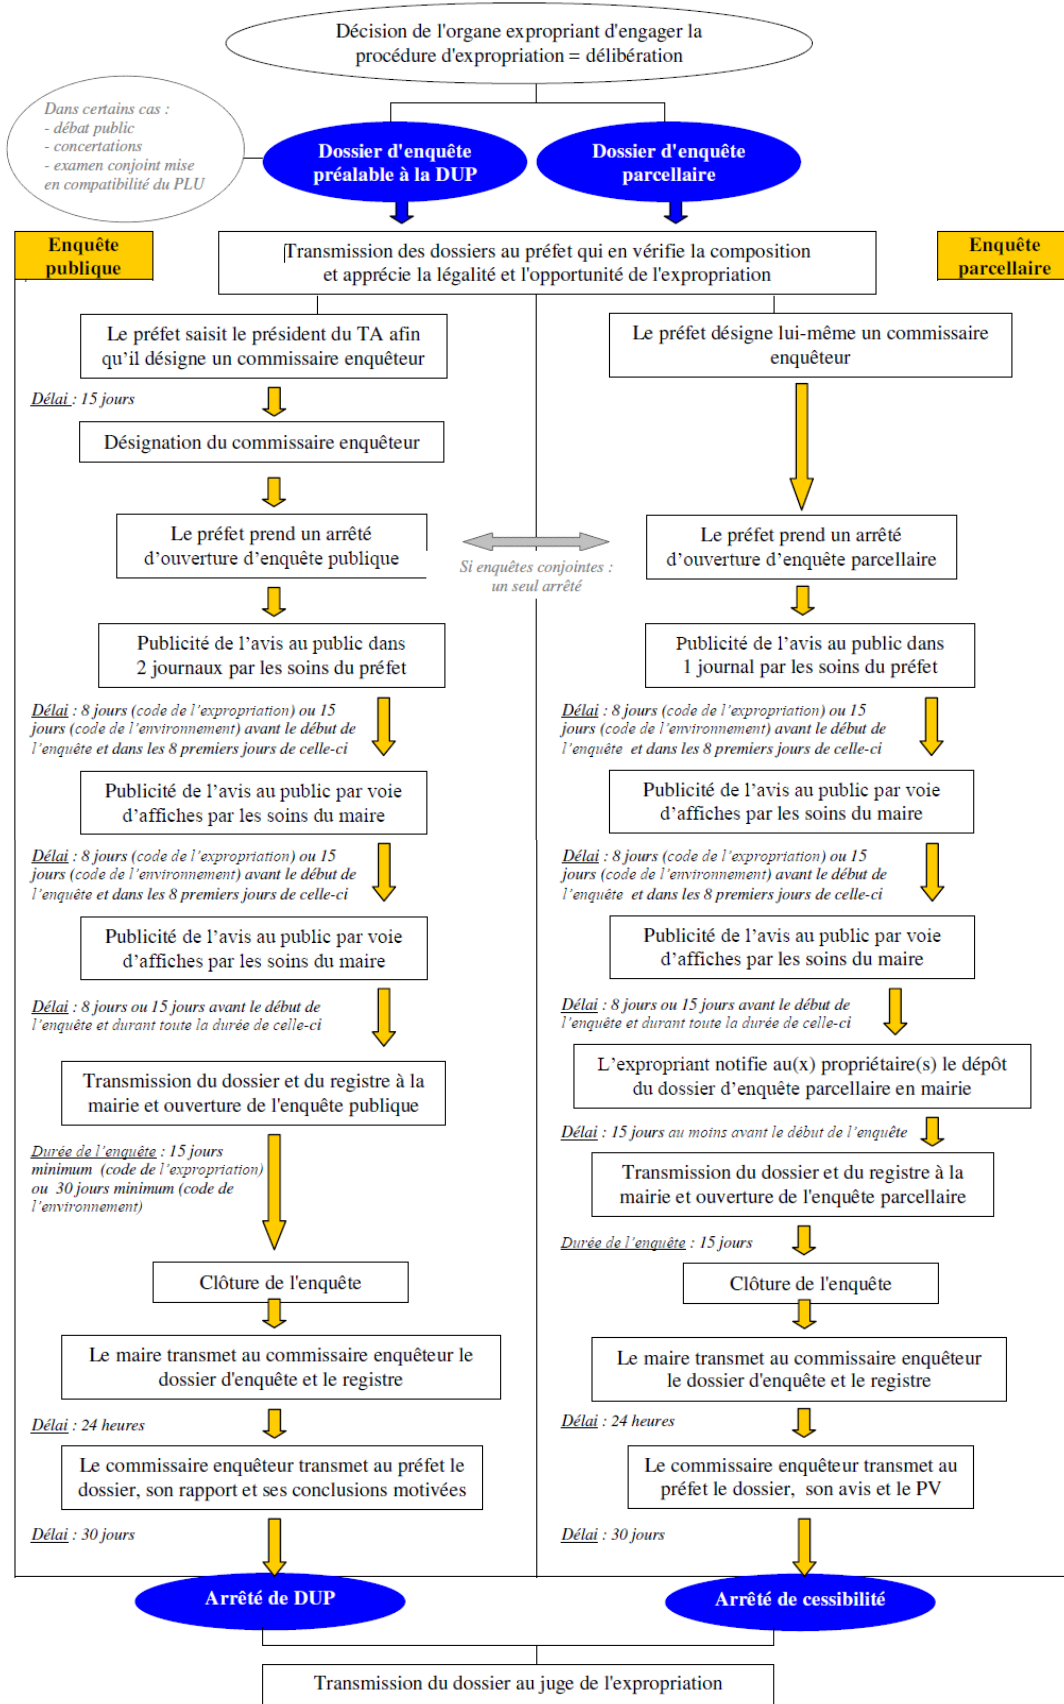 Décision de l'organe expropriant d'engager la
procédure d'expropriation = délibération
Dans certains cas :
- débat public
- concertations
- examen conjoint mise
en compatibilité du PLU
Dossier d'enquête
préalable à la DUP
Dossier d'enquête
parcellaire
Enquête
publique
Transmission des dossiers au préfet qui en vérifie la composition
et apprécie la légalité et l'opportunité de l'expropriation
Enquête
parcellaire
Le préfet saisit le président du TA afin
qu'il désigne un commissaire enquêteur
Délai : 15 jours
Désignation du commissaire enquêteur
Le préfet prend un arrêté
d'ouverture d'enquête publique
Publicité de l'avis au public dans
2 journaux par les soins du préfet
Délai : 8 jours (code de l'expropriation) ou 15
jours (code de l'environnement) avant le début de
l'enquête et dans les 8 premiers jours de celle-ci
Publicité de l'avis au public par voie
d'affiches par les soins du maire
Délai : 8 jours (code de l'expropriation) ou 15
jours (code de l'environnement) avant le début de
l'enquête et dans les 8 premiers jours de celle-ci
Publicité de l'avis au public par voie
d'affiches par les soins du maire
Délai : 8 jours ou 15 jours avant le début de
l'enquête et durant toute la durée de celle-ci
Transmission du dossier et du registre à la
mairie et ouverture de l'enquête publique
Durée de l'enquête : 15 jours
minimum (code de l'expropriation)
ou 30 jours minimum (code de
l'environnement)
Clôture de l'enquête
Le maire transmet au commissaire enquêteur le
dossier d'enquête et le registre
Délai : 24 heures
Le commissaire enquêteur transmet au préfet le
dossier, son rapport et ses conclusions motivées
Délai : 30 jours
Arrêté de DUP
Si enquêtes conjointes :
un seul arrêté
Le préfet désigne lui-même un commissaire
enquêteur
Le préfet prend un arrêté
d'ouverture d'enquête parcellaire
Publicité de l'avis au public dans
1 journal par les soins du préfet
Délai : 8 jours (code de l'expropriation) ou 15
jours (code de l'environnement) avant le début de
l'enquête et dans les 8 premiers jours de celle-ci
Publicité de l'avis au public par voie
d'affiches par les soins du maire
Délai : 8 jours (code de l'expropriation) ou 15
jours (code de l'environnement) avant le début de
l'enquête et dans les 8 premiers jours de celle-ci
Publicité de l'avis au public par voie
d'affiches par les soins du maire
Délai : 8 jours ou 15 jours avant le début de
l'enquête et durant toute la durée de celle-ci
L'expropriant notifie au(x) propriétaire(s) le dépôt
du dossier d'enquête parcellaire en mairie
Délai : 15 jours au moins avant le début de l'enquête
Transmission du dossier et du registre à la
mairie et ouverture de l'enquête parcellaire
Durée de l'enquête : 15 jours
Clôture de l'enquête
Le maire transmet au commissaire enquêteur
le dossier d'enquête et le registre
Délai : 24 heures
Le commissaire enquêteur transmet au
préfet le dossier, son avis et le PV
Délai : 30 jours
Arrêté de cessibilité
Transmission du dossier au juge de l'expropriation